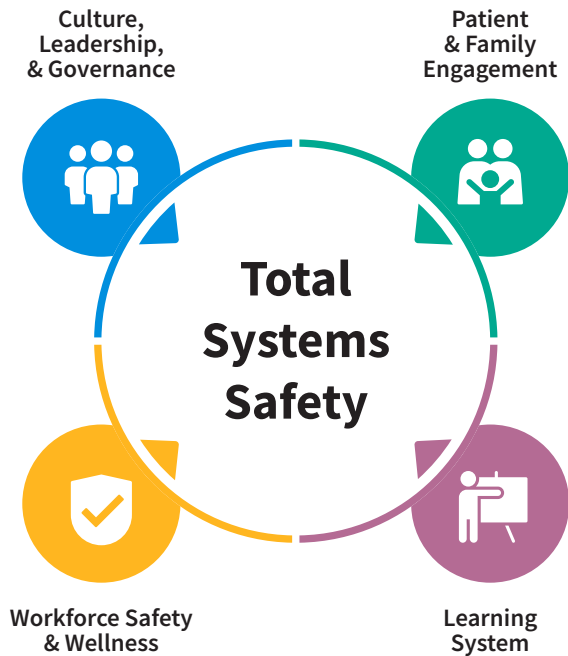 Culture,
Leadership,
& Governance
Patient
& Family
Engagement
Total
Systems
Safety
Workforce Safety
& Wellness
Learning
System